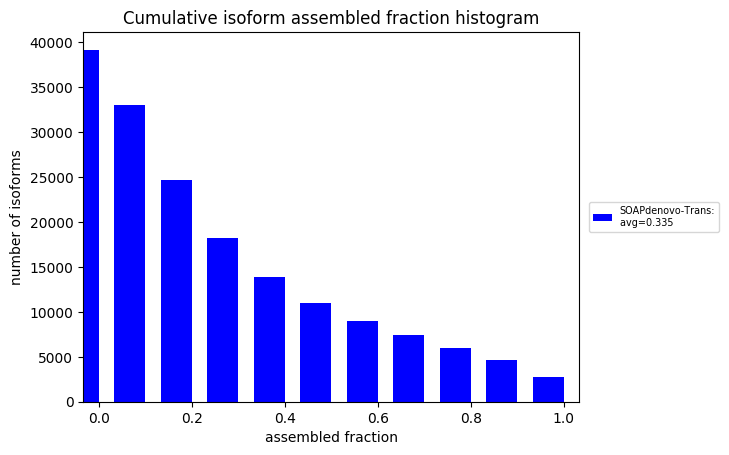 Cumulative isoform assembled fraction histogram
number of isoforms
40000
35000
30000
25000
20000
15000
10000
5000
0
0.0 0.2 0.4 0.6 0.8 1.0
assembled fraction
SOAPdenovo-Trans:
avg=0.335